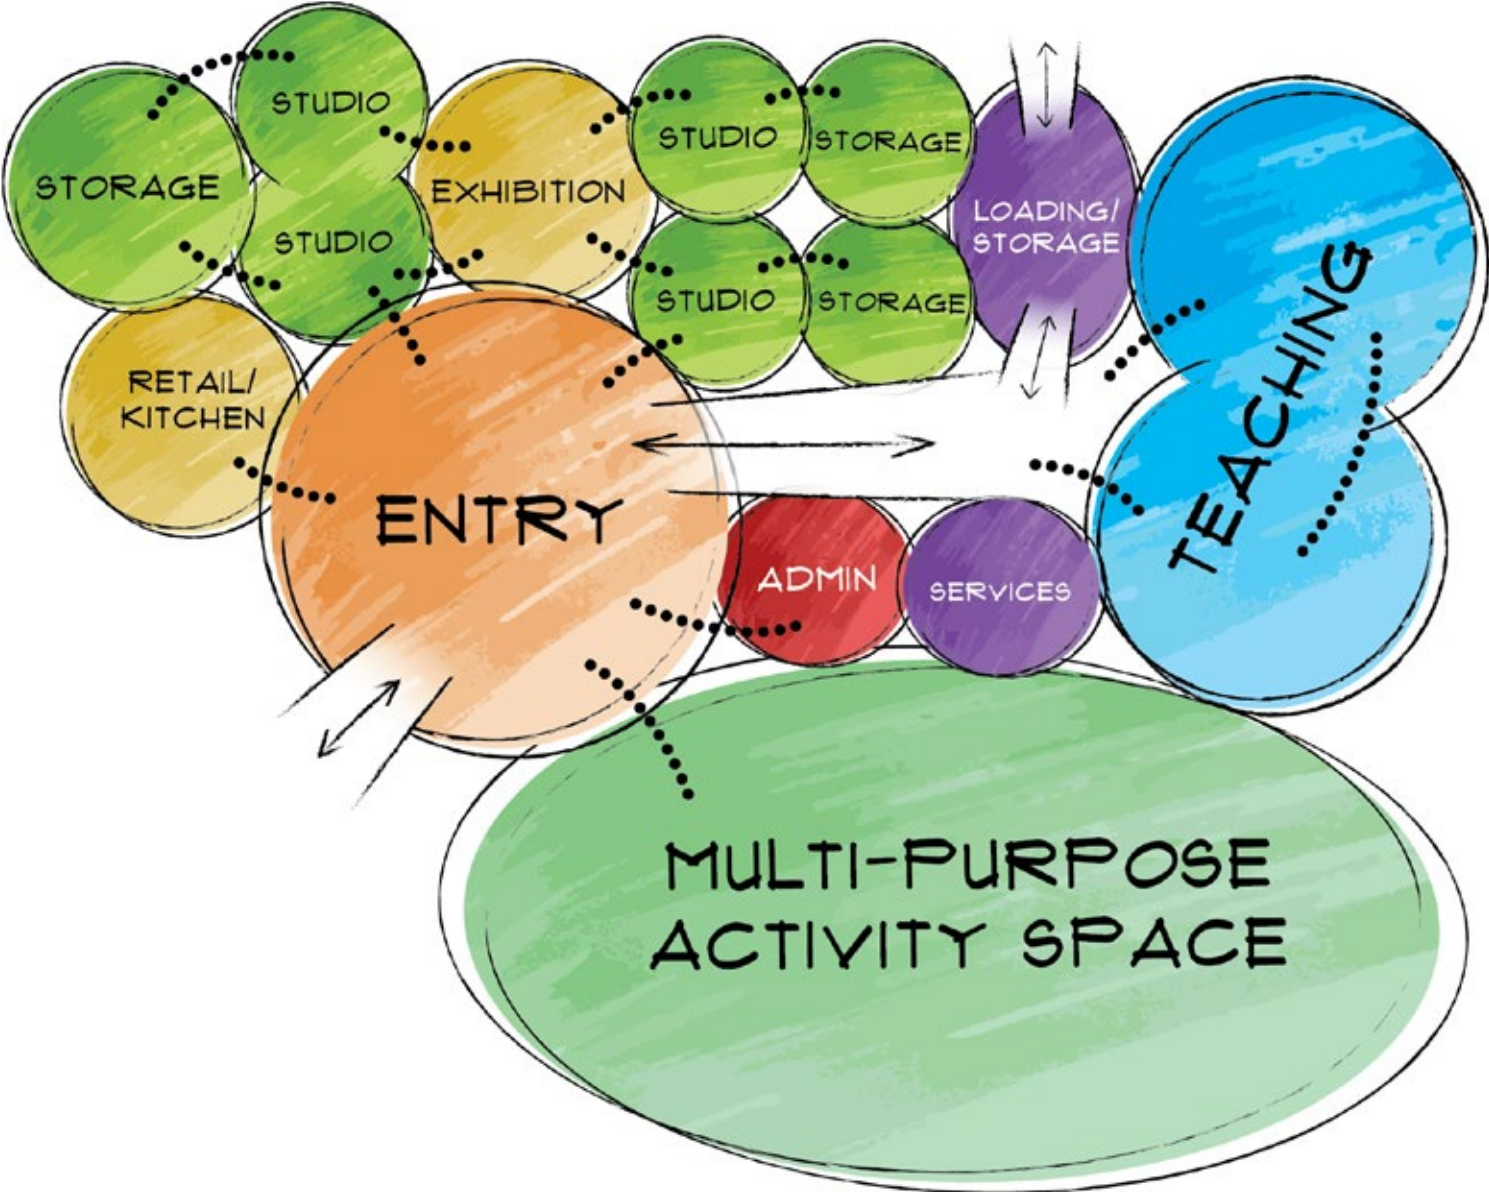 STUDIO
STORAGE
STUDIO
EXHIBITION
STUDIO
STORAGE
STUDIO
STORAGE
LOADING/
STORAGE
TEACHING
RETAIL/
KITCHEN
ENTRY
ADMIN
SERVICES
MULTI-PURPOSE
ACTIVITY SPACE